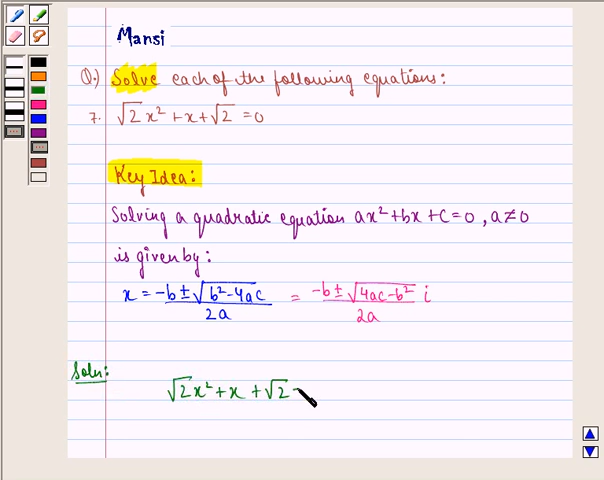 Mansi
Q.) Solve each of the following equations:
7. √2 x² + x + √2 = 0
Key Idea:
Solving a quadratic equation ax² + bx + c = 0, a ≠ 0
is given by:
x = -b ± √(b² - 4ac) / 2a = -b ± √(4ac - b²) i / 2a
Soln:
√2 x² + x + √2